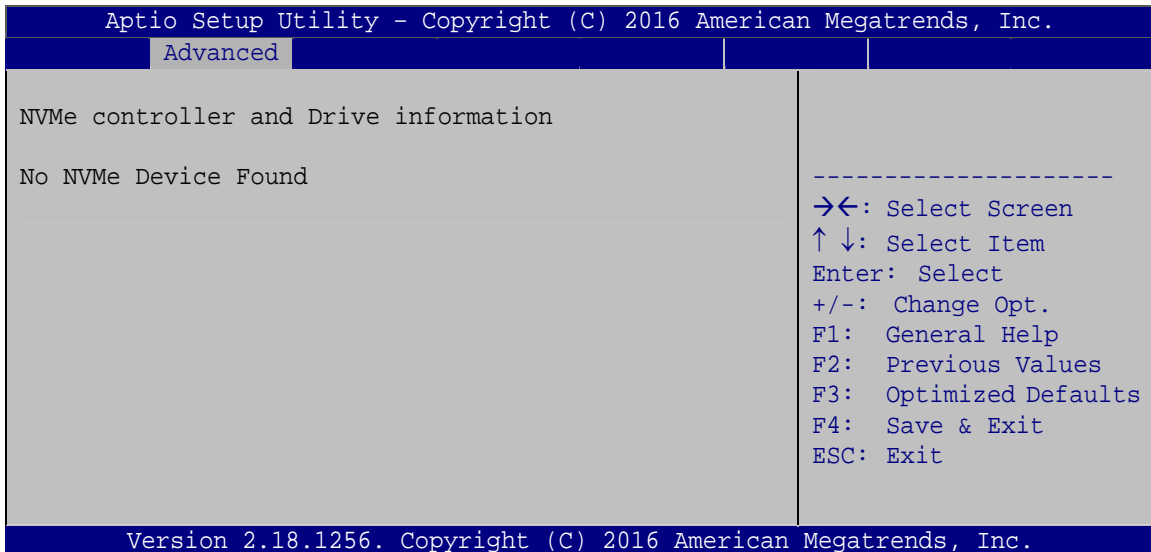 Aptio Setup Utility – Copyright (C) 2016 American Megatrends, Inc.
Advanced
NVMe controller and Drive information
No NVMe Device Found
---------------------
→←: Select Screen
↑ ↓: Select Item
Enter: Select
+/-: Change Opt.
F1: General Help
F2: Previous Values
F3: Optimized Defaults
F4: Save & Exit
ESC: Exit
Version 2.18.1256. Copyright (C) 2016 American Megatrends, Inc.